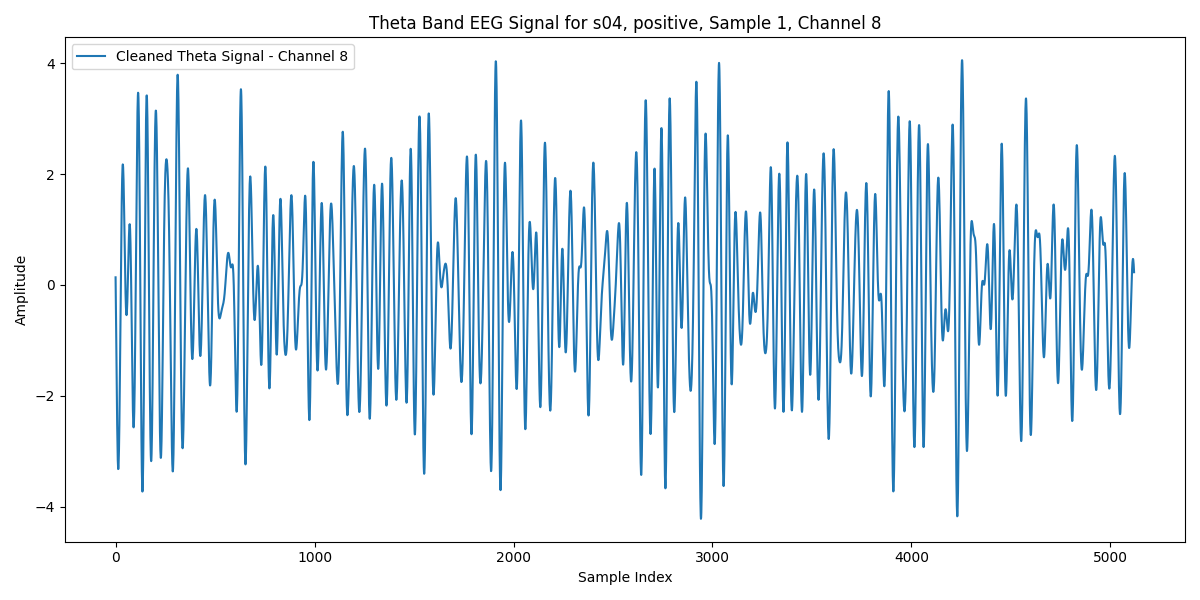 Theta Band EEG Signal for s04, positive, Sample 1, Channel 8
Cleaned Theta Signal - Channel 8
Amplitude
4
2
0
−2
−4
0 1000 2000 3000 4000 5000
Sample Index